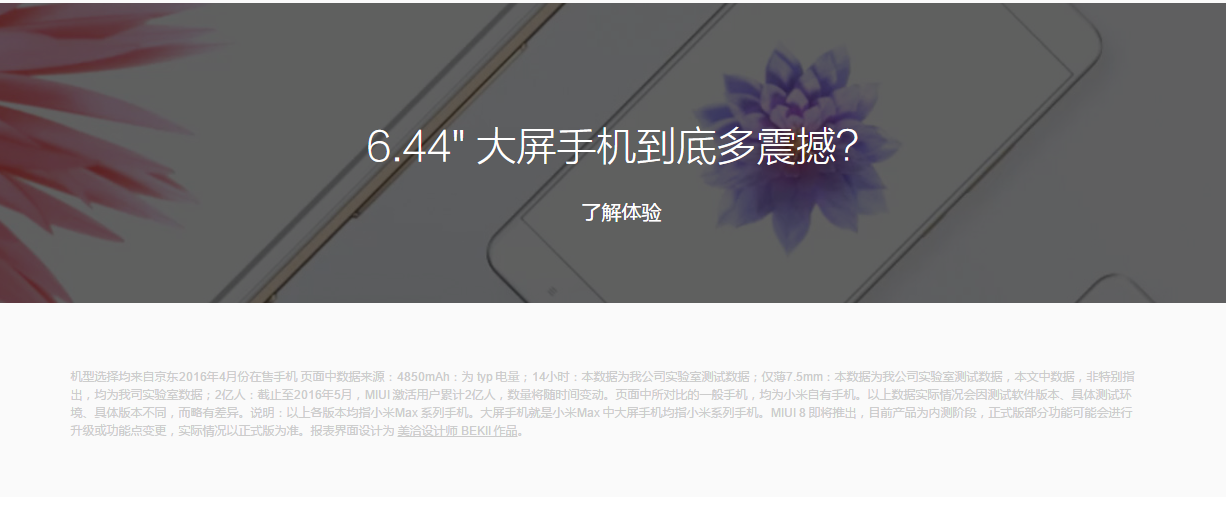 6.44" 大屏手机到底多震撼?
了解体验
机型选择均来自京东2016年4月份在售手机 页面中数据来源：4850mAh：为 typ 电量；14小时：本数据为我公司实验室测试数据；仅薄7.5mm：本数据为我公司实验室测试数据，本文中数据，非特别指
出，均为我司实验室数据；2亿人：截止至2016年5月，MIUI 激活用户累计2亿人，数量将随时间变动。页面中所对比的一般手机，均为小米自有手机。以上数据实际情况会因测试软件版本、具体测试环
境、具体版本不同，而略有差异。说明：以上各版本均指小米Max 系列手机。大屏手机就是小米Max 中大屏手机均指小米系列手机。MIUI 8 即将推出，目前产品为内测阶段，正式版部分功能可能会进行
升级或功能点变更，实际情况以正式版为准。报表界面设计为 美洽设计师 BEKII 作品。